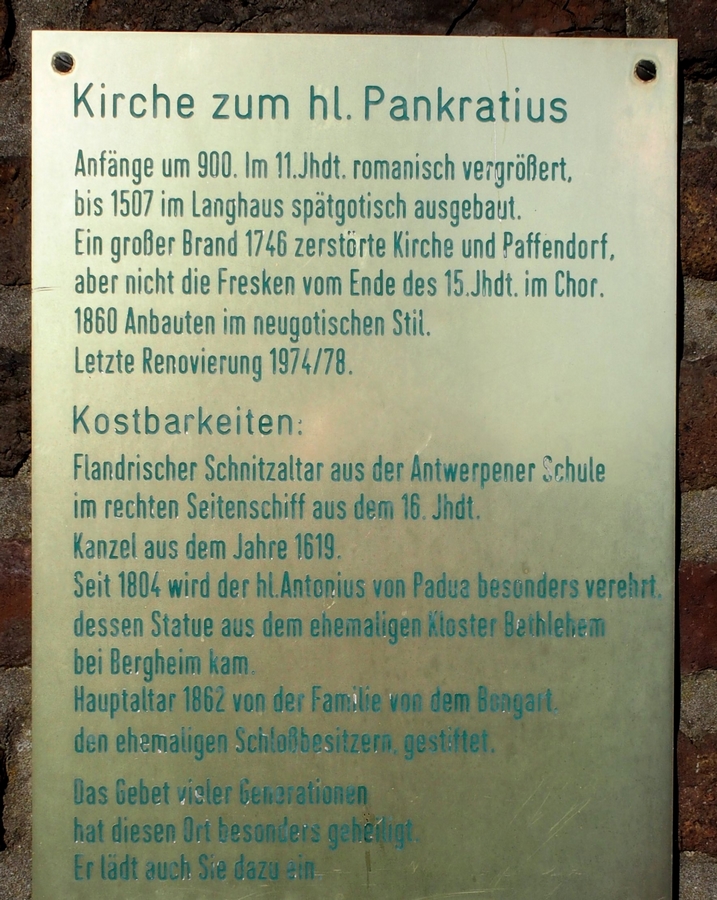 Kirche zum hl. Pankratius
Anfänge um 900. Im 11.Jhdt. romanisch vergrößert,
bis 1507 im Langhaus spätgotisch ausgebaut.
Ein großer Brand 1746 zerstörte Kirche und Paffendorf,
aber nicht die Fresken vom Ende des 15.Jhdt. im Chor.
1860 Anbauten im neugotischen Stil.
Letzte Renovierung 1974/78.
Kostbarkeiten:
Flandrischer Schnitzaltar aus der Antwerpener Schule
im rechten Seitenschiff aus dem 16. Jhdt.
Kanzel aus dem Jahre 1619.
Seit 1804 wird der hl.Antonius von Padua besonders verehrt,
dessen Statue aus dem ehemaligen Kloster Bethlehem
bei Bergheim kam.
Hauptaltar 1862 von der Familie von dem Bongart,
den ehemaligen Schloßbesitzern, gestiftet.
Das Gebet vieler Generationen
hat diesen Ort besonders geheiligt.
Er lädt auch Sie dazu ein.